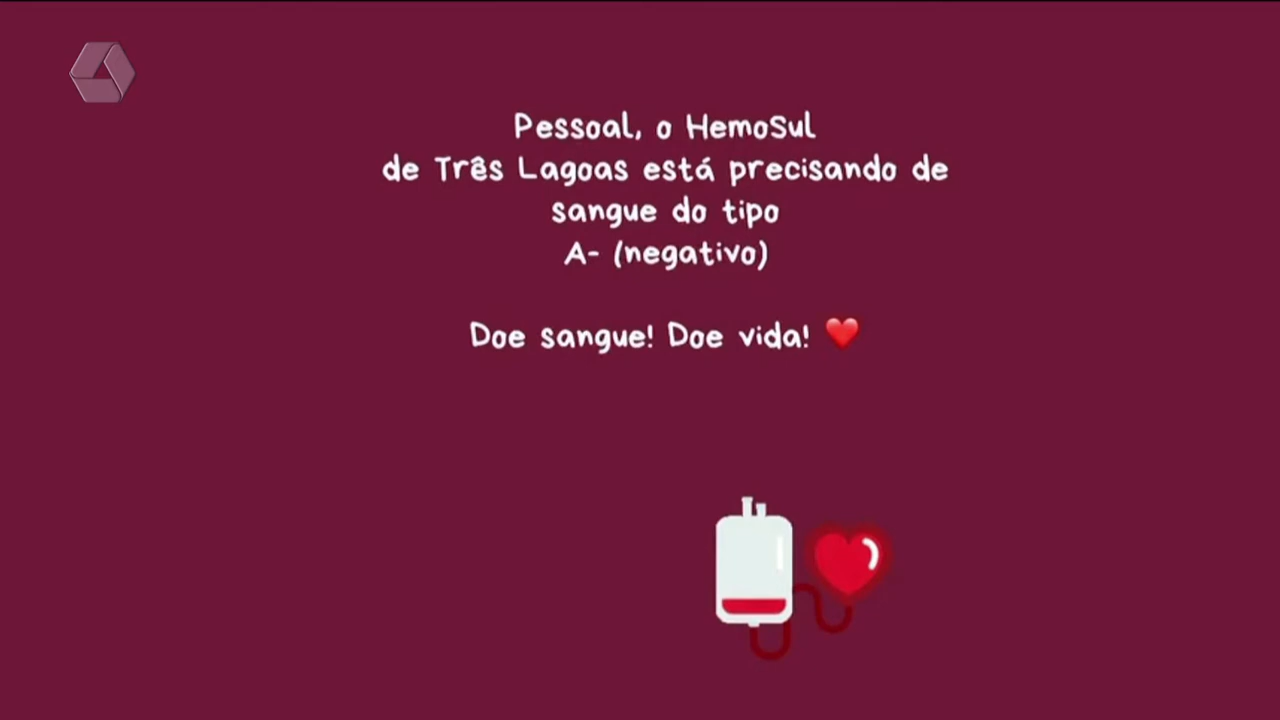 Pessoal, o HemoSul
de Três Lagoas está precisando de
sangue do tipo
A- (negativo)
Doe sangue! Doe vida! ❤️